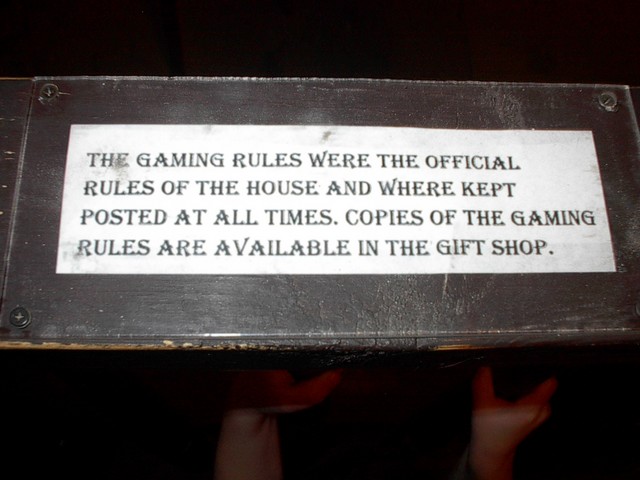 THE GAMING RULES WERE THE OFFICIAL
RULES OF THE HOUSE AND WHERE KEPT
POSTED AT ALL TIMES. COPIES OF THE GAMING
RULES ARE AVAILABLE IN THE GIFT SHOP.